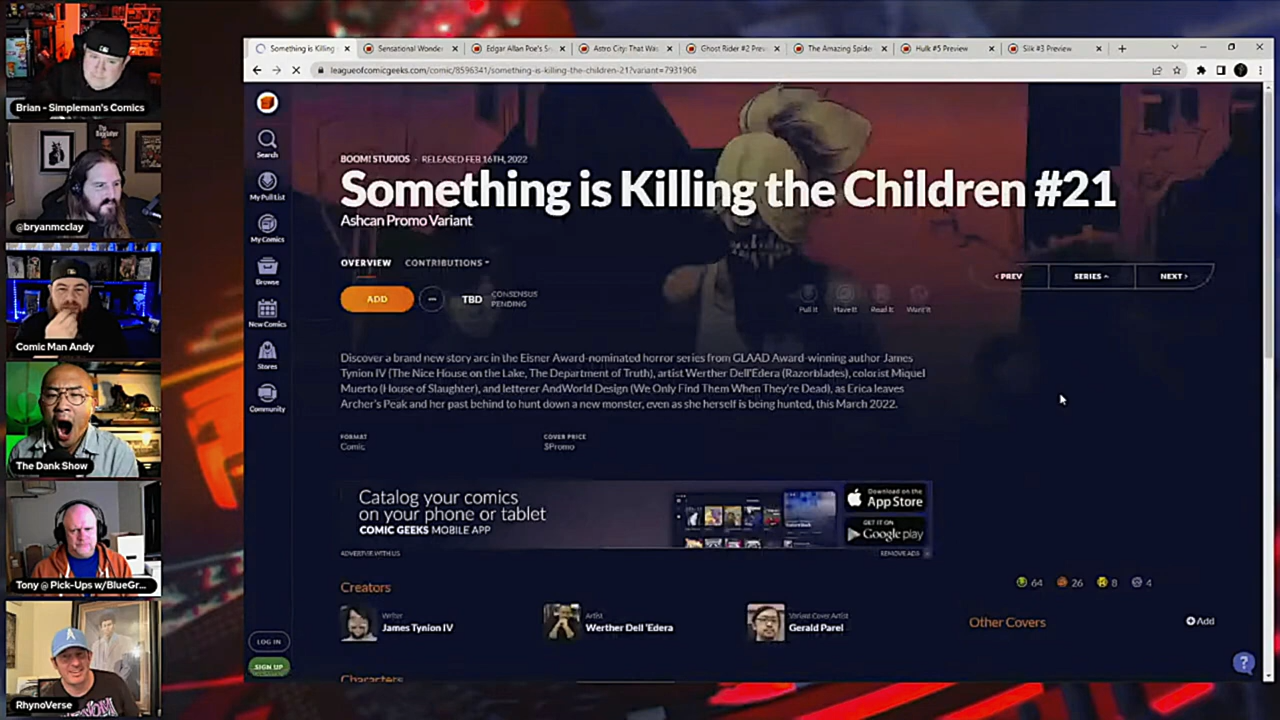 Brian - Simpleman's Comics
@bryanmcclay
Comic Man Andy
The Dank Show
Tony @ Pick-Ups w/BlueGr...
RhynoVerse
Something is Killing
Sensational Wonde
Edgar Allan Poe's Sn
Astro City: That Was
Ghost Rider #2 Prev
The Amazing Spide
Hulk #5 Preview
Silk #3 Preview
leagueofcomicgeeks.com/comic/8596341/something-is-killing-the-children-21?variant=7931906
Search
My Pull List
My Comics
Browse
New Comics
Stores
Community
LOG IN
SIGN UP
BOOM! STUDIOS · RELEASED FEB 16TH, 2022
Something is Killing the Children #21
Ashcan Promo Variant
OVERVIEW CONTRIBUTIONS
‹ PREV SERIES NEXT ›
ADD ... TBD CONSENSUS
PENDING
Pull It Have It Read It Want It
Discover a brand new story arc in the Eisner Award-nominated horror series from GLAAD Award-winning author James
Tynion IV (The Nice House on the Lake, The Department of Truth), artist Werther Dell'Edera (Razorblades), colorist Miquel
Muerto (House of Slaughter), and letterer AndWorld Design (We Only Find Them When They're Dead), as Erica leaves
Archer's Peak and her past behind to hunt down a new monster, even as she herself is being hunted, this March 2022.
FORMAT COVER PRICE
Comic $Promo
Catalog your comics
on your phone or tablet
COMIC GEEKS MOBILE APP
Download on the
App Store
GET IT ON
Google play
ADVERTISE WITH US REMOVE ADS
64 26 8 4
Creators
Other Covers Add
Writer
James Tynion IV
Artist
Werther Dell 'Edera
Variant Cover Artist
Gerald Parel
Characters
?